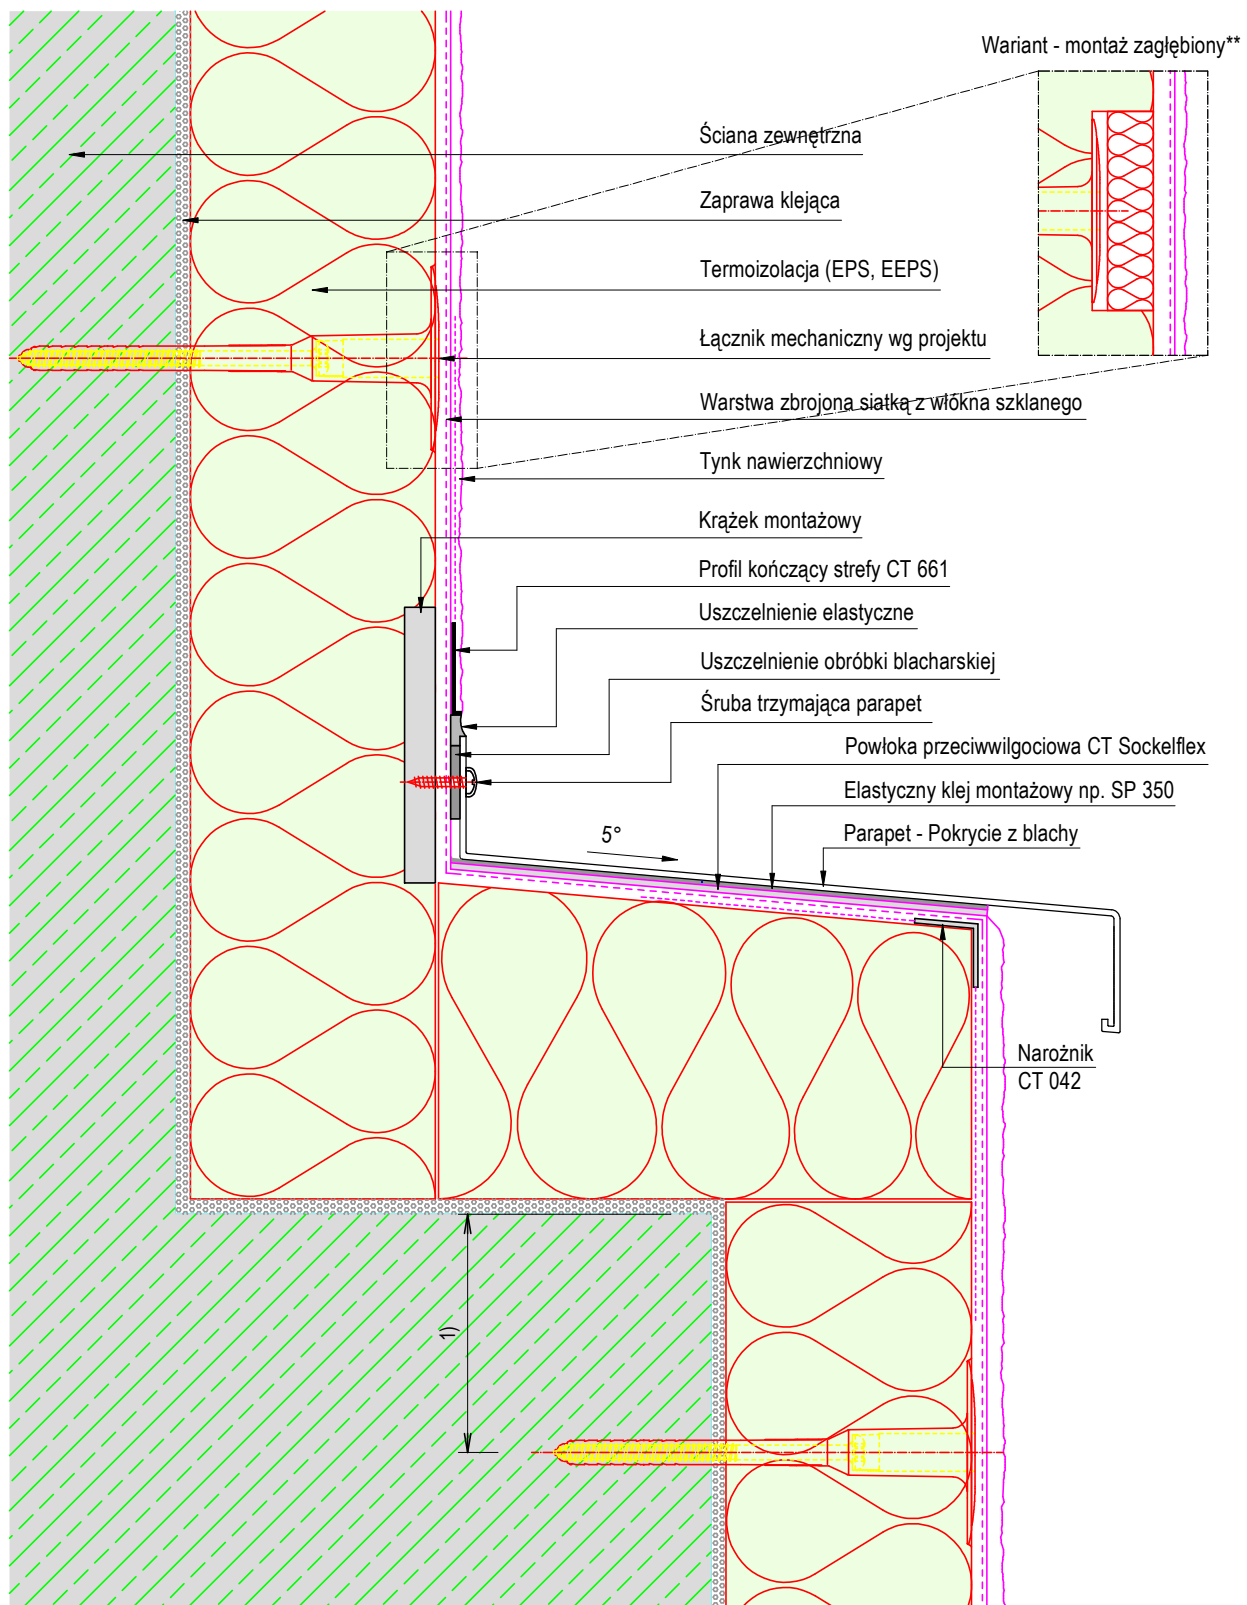 Wariant - montaż zagłębiony**
Ściana zewnętrzna
Zaprawa klejąca
Termoizolacja (EPS, EEPS)
Łącznik mechaniczny wg projektu
Warstwa zbrojona siatką z włókna szklanego
Tynk nawierzchniowy
Krążek montażowy
Profil kończący strefy CT 661
Uszczelnienie elastyczne
Uszczelnienie obróbki blacharskiej
Śruba trzymająca parapet
Powłoka przeciwwilgociowa CT Sockelflex
Elastyczny klej montażowy np. SP 350
Parapet - Pokrycie z blachy
5°
Narożnik
CT 042
1)